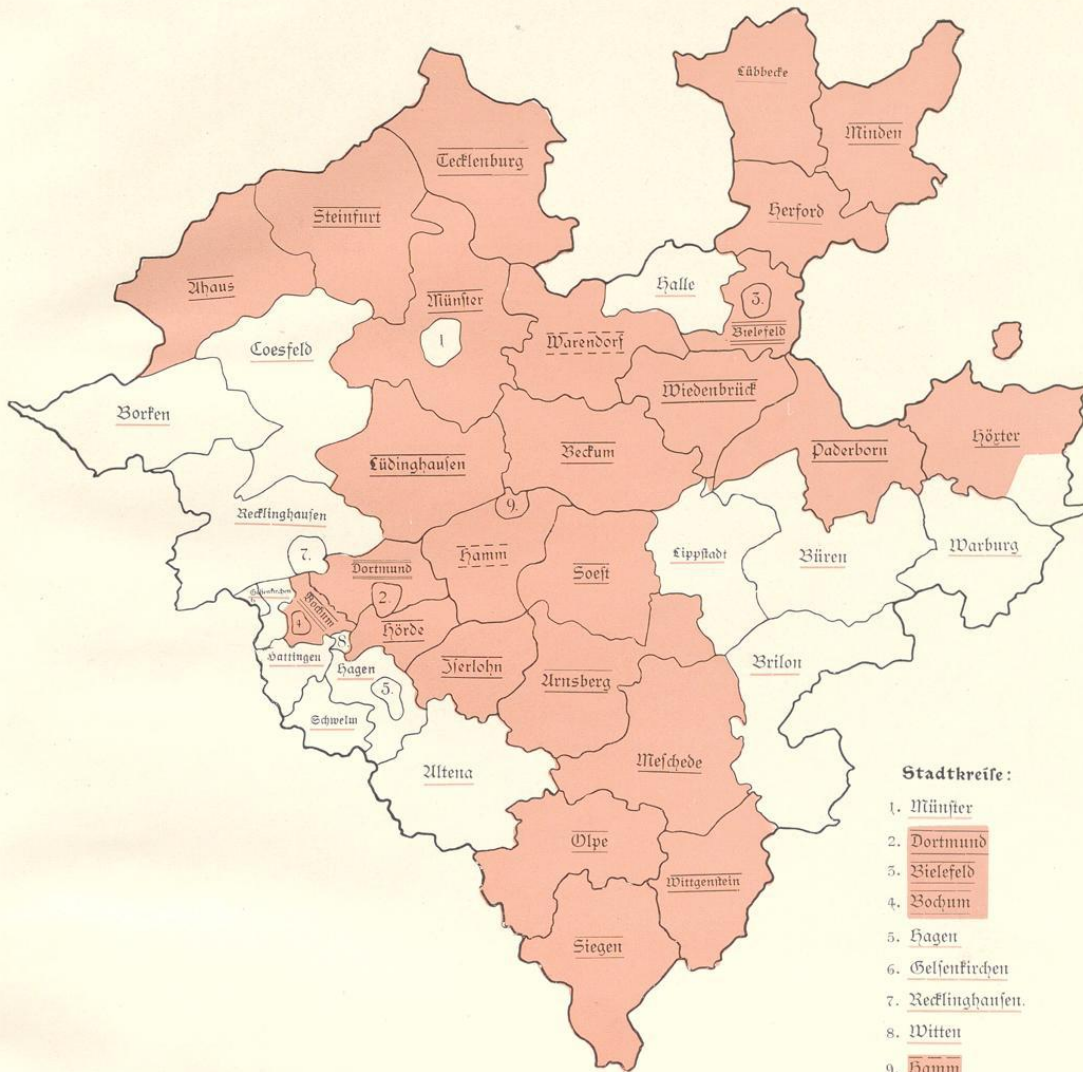 Lübbecke
Minden
Tecklenburg
Steinfurt
Herford
Ahaus
Halle
3.
Münster
Bielefeld
1
Warendorf
Coesfeld
Wiedenbrück
Borken
Höxter
Paderborn
Lüdinghausen
Beckum
9.
Recklinghausen
Hamm
Lippstadt
Büren
Warburg
7.
Dortmund
Soest
Gelsenkirchen
Bochum
2.
4.
Hörde
8.
Hattingen
Hagen
Iserlohn
Arnsberg
Brilon
5.
Schwelm
Altena
Meschede
Olpe
Wittgenstein
Siegen
Stadtkreise:
1. Münster
2. Dortmund
3. Bielefeld
4. Bochum
5. Hagen
6. Gelsenkirchen
7. Recklinghausen.
8. Witten
9. Hamm